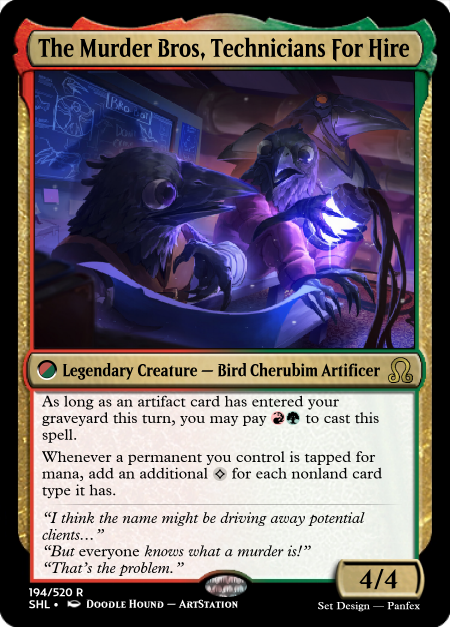 The Murder Bros, Technicians For Hire
Legendary Creature — Bird Cherubim Artificer
As long as an artifact card has entered your
graveyard this turn, you may pay to cast this
spell.
Whenever a permanent you control is tapped for
mana, add an additional for each nonland card
type it has.
“I think the name might be driving away potential
clients…”
“But everyone knows what a murder is!”
“That’s the problem.”
4/4
194/520 R
SHL • Doodle Hound — ArtStation
Set Design — Panfex